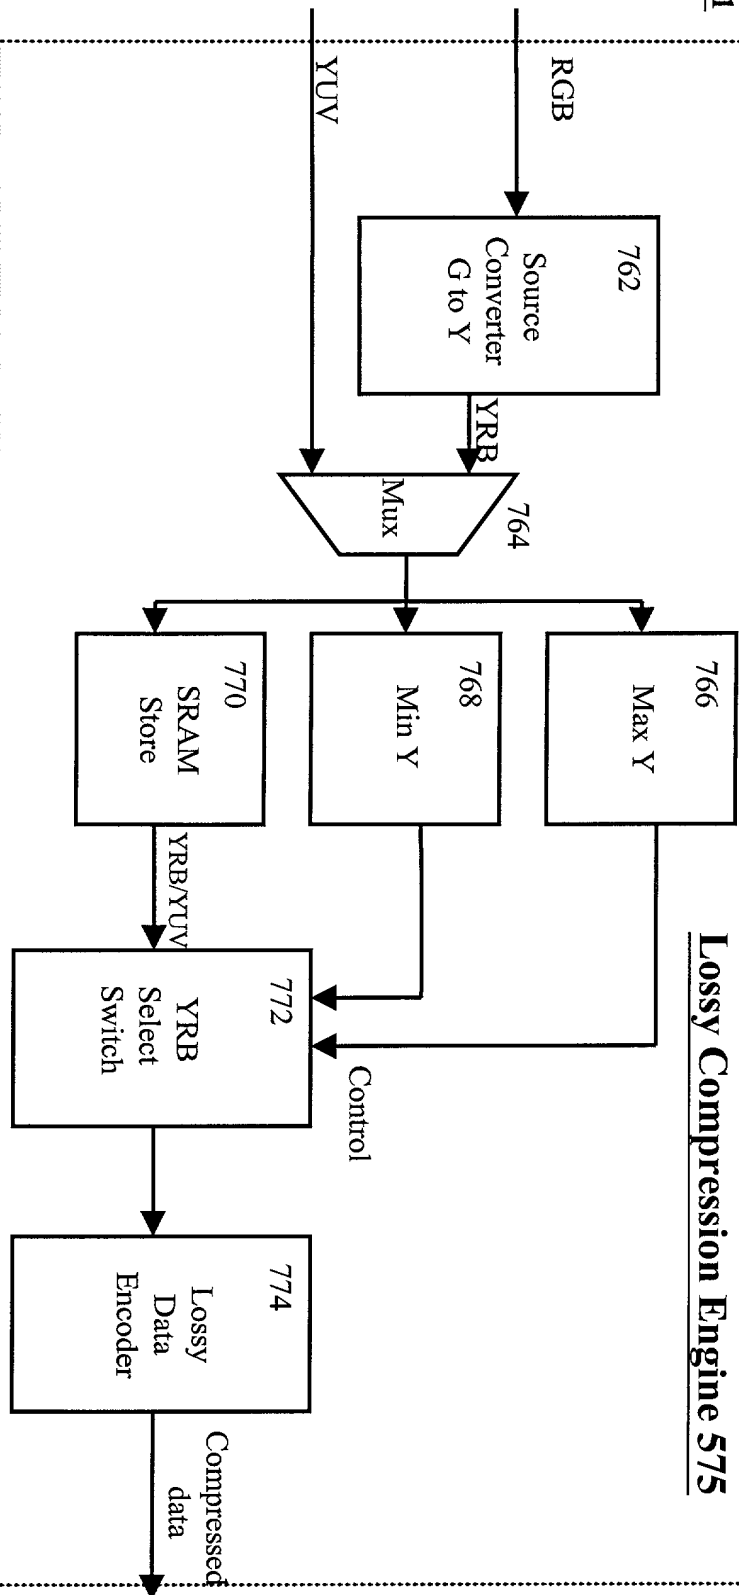 Lossy Compression Engine 575
RGB
YUV
762
Source
Converter
G to Y
YRB
764
Mux
766
Max Y
768
Min Y
770
SRAM
Store
YRB/YUV
Control
772
YRB
Select
Switch
774
Lossy
Data
Encoder
Compressed
data